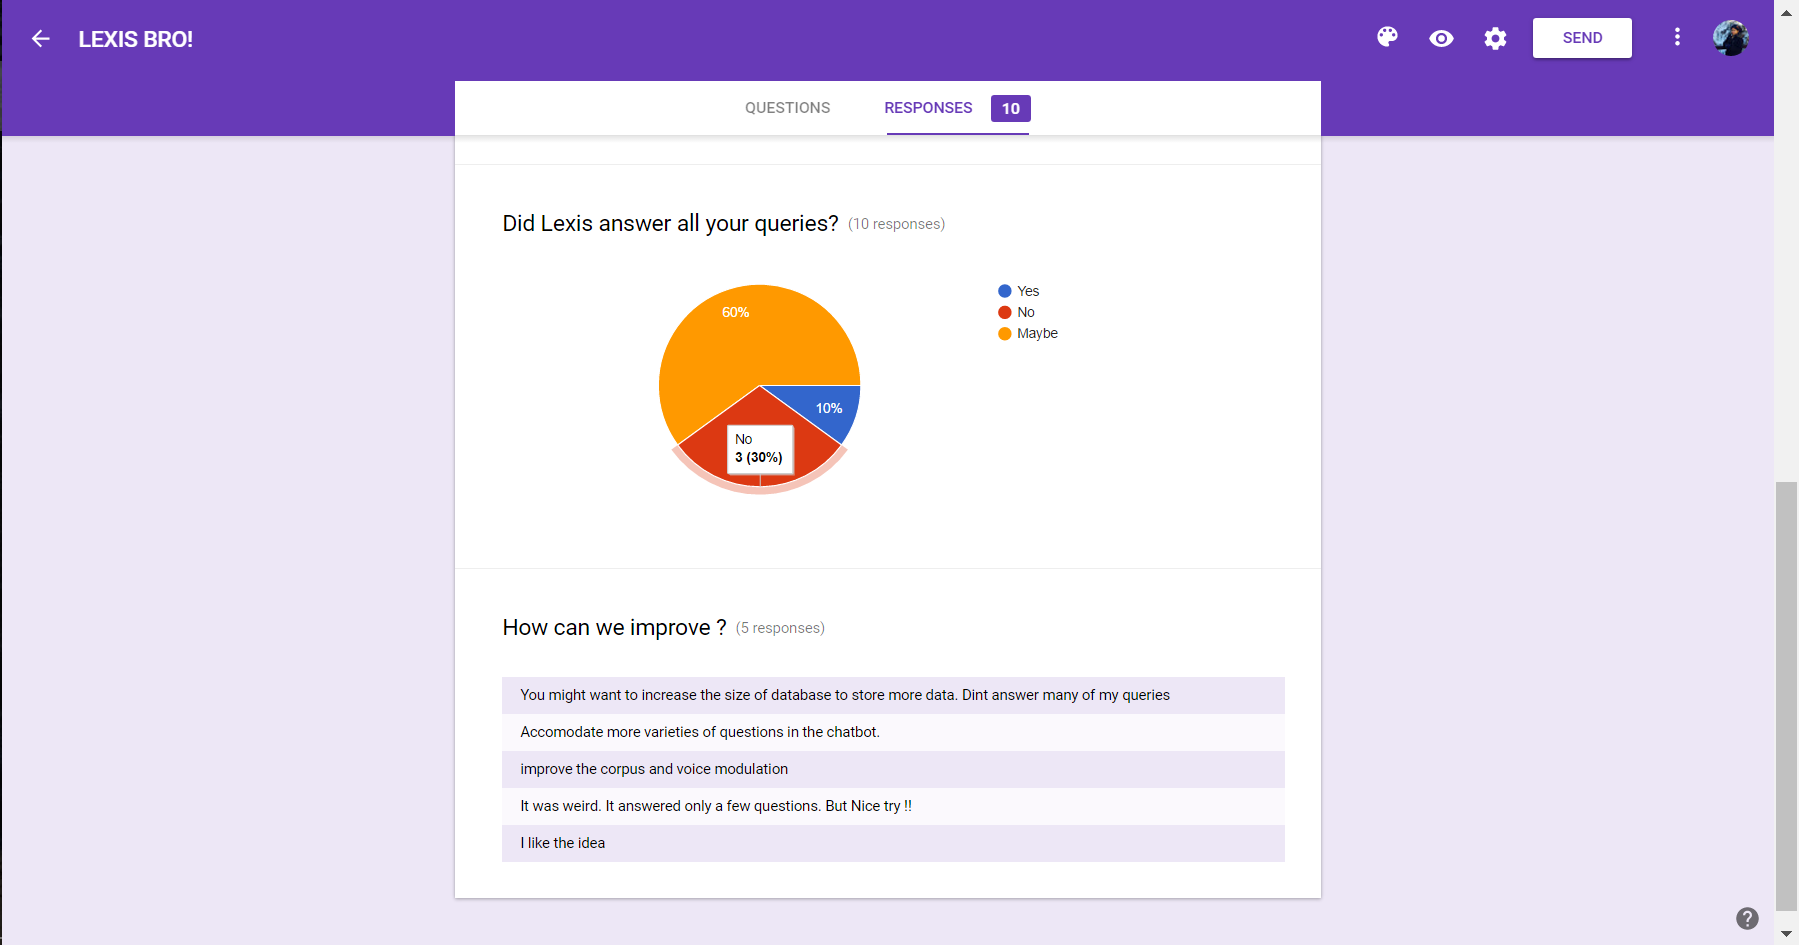 LEXIS BRO!
SEND
QUESTIONS RESPONSES 10
Did Lexis answer all your queries? (10 responses)
60%
10%
No
3 (30%)
Yes
No
Maybe
How can we improve ? (5 responses)
You might want to increase the size of database to store more data. Dint answer many of my queries
Accomodate more varieties of questions in the chatbot.
improve the corpus and voice modulation
It was weird. It answered only a few questions. But Nice try !!
I like the idea
?